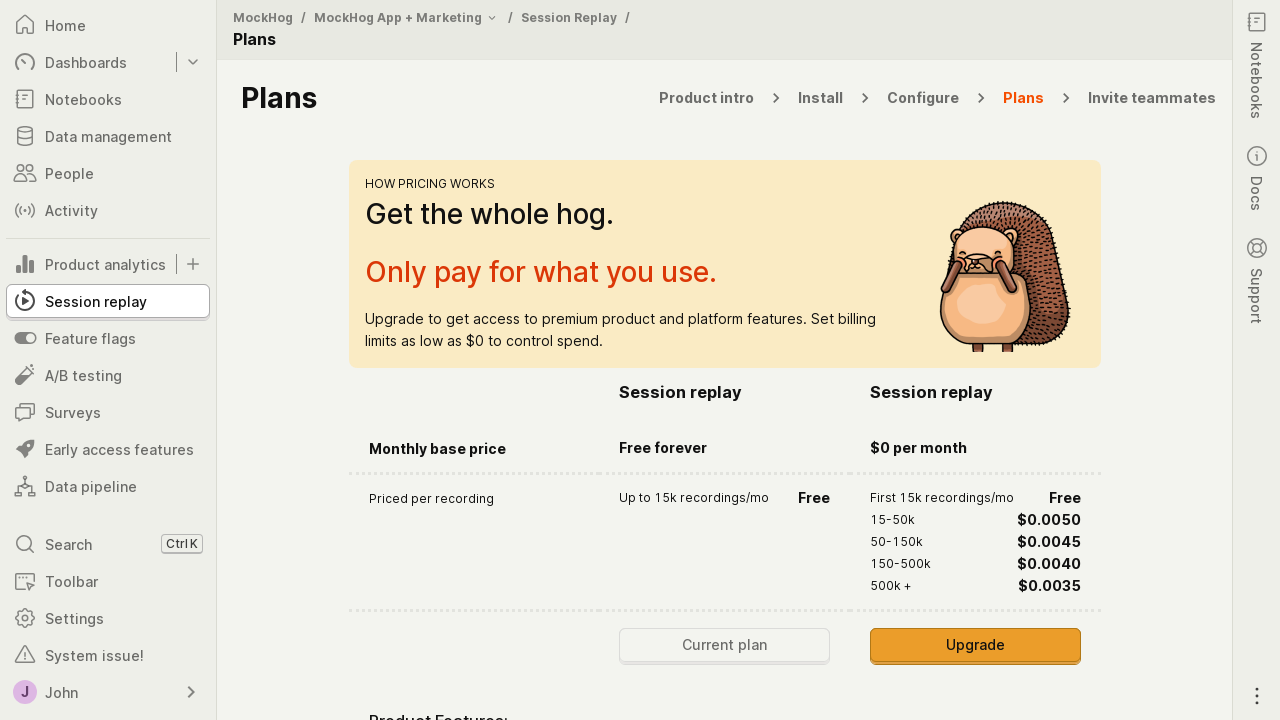 Home
Dashboards
Notebooks
Data management
People
Activity
Product analytics
Session replay
Feature flags
A/B testing
Surveys
Early access features
Data pipeline
Search Ctrl K
Toolbar
Settings
System issue!
J John
MockHog / MockHog App + Marketing / Session Replay /
Plans
Plans
Product intro > Install > Configure > Plans > Invite teammates
HOW PRICING WORKS
Get the whole hog.
Only pay for what you use.
Upgrade to get access to premium product and platform features. Set billing
limits as low as $0 to control spend.
Session replay Session replay
Monthly base price Free forever $0 per month
Priced per recording Up to 15k recordings/mo Free First 15k recordings/mo Free
15-50k $0.0050
50-150k $0.0045
150-500k $0.0040
500k + $0.0035
Current plan Upgrade
Product Features:
Notebooks
Docs
Support